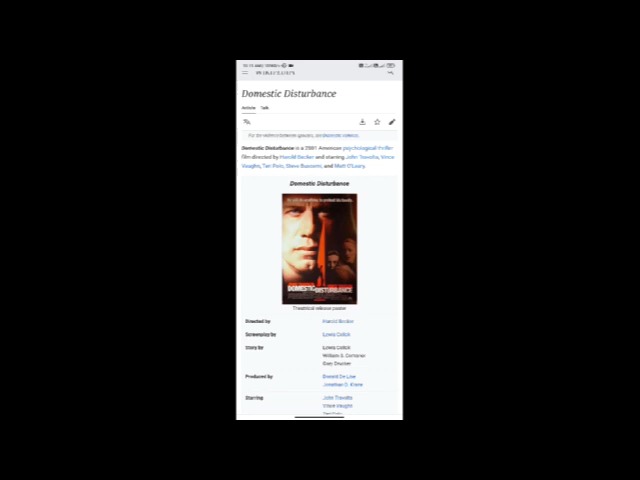 Domestic Disturbance
Article Talk
Domestic Disturbance is a 2001 American psychological thriller
film directed by Harold Becker and starring John Travolta, Vince
Vaughn, Teri Polo, Steve Buscemi, and Matt O'Leary.
Domestic Disturbance
DOMESTIC DISTURBANCE
Theatrical release poster
Directed by Harold Becker
Screenplay by Lewis Colick
Story by Lewis Colick
William S. Comanor
Gary Drucker
Produced by Donald De Line
Jonathan D. Krane
Starring John Travolta
Vince Vaughn